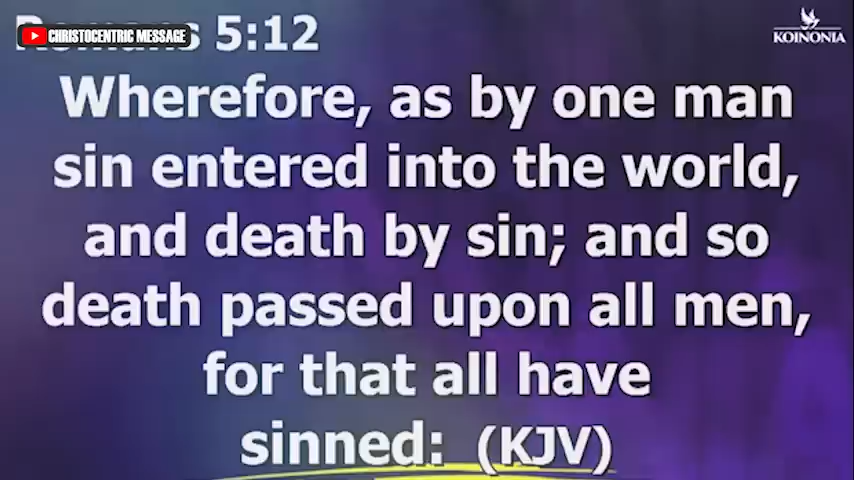 CHRISTOCENTRIC MESSAGE
Romans 5:12
KOINONIA
Wherefore, as by one man
sin entered into the world,
and death by sin; and so
death passed upon all men,
for that all have
sinned: (KJV)